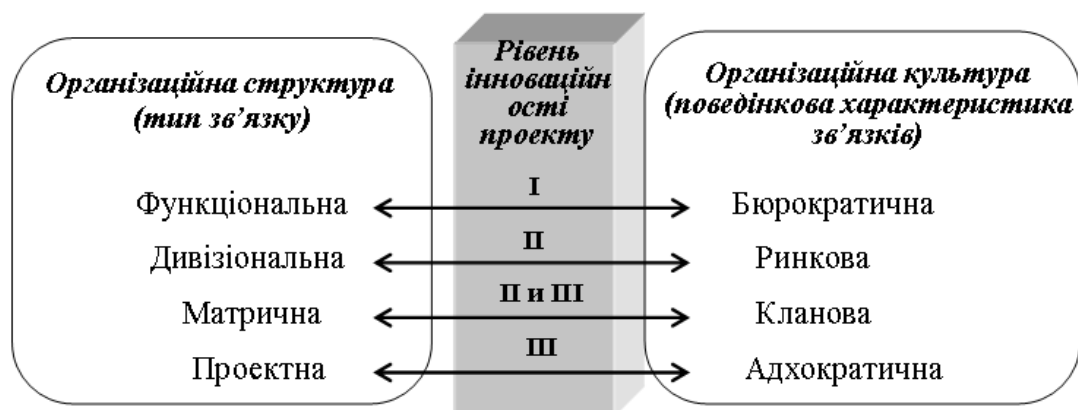 Організаційна структура
(тип зв’язку)
Функціональна
Дивізіональна
Матрична
Проектна
Рівень
інноваційн
ості
проекту
I
II
II и III
III
Організаційна культура
(поведінкова характеристика
зв’язків)
Бюрократична
Ринкова
Кланова
Адхократична